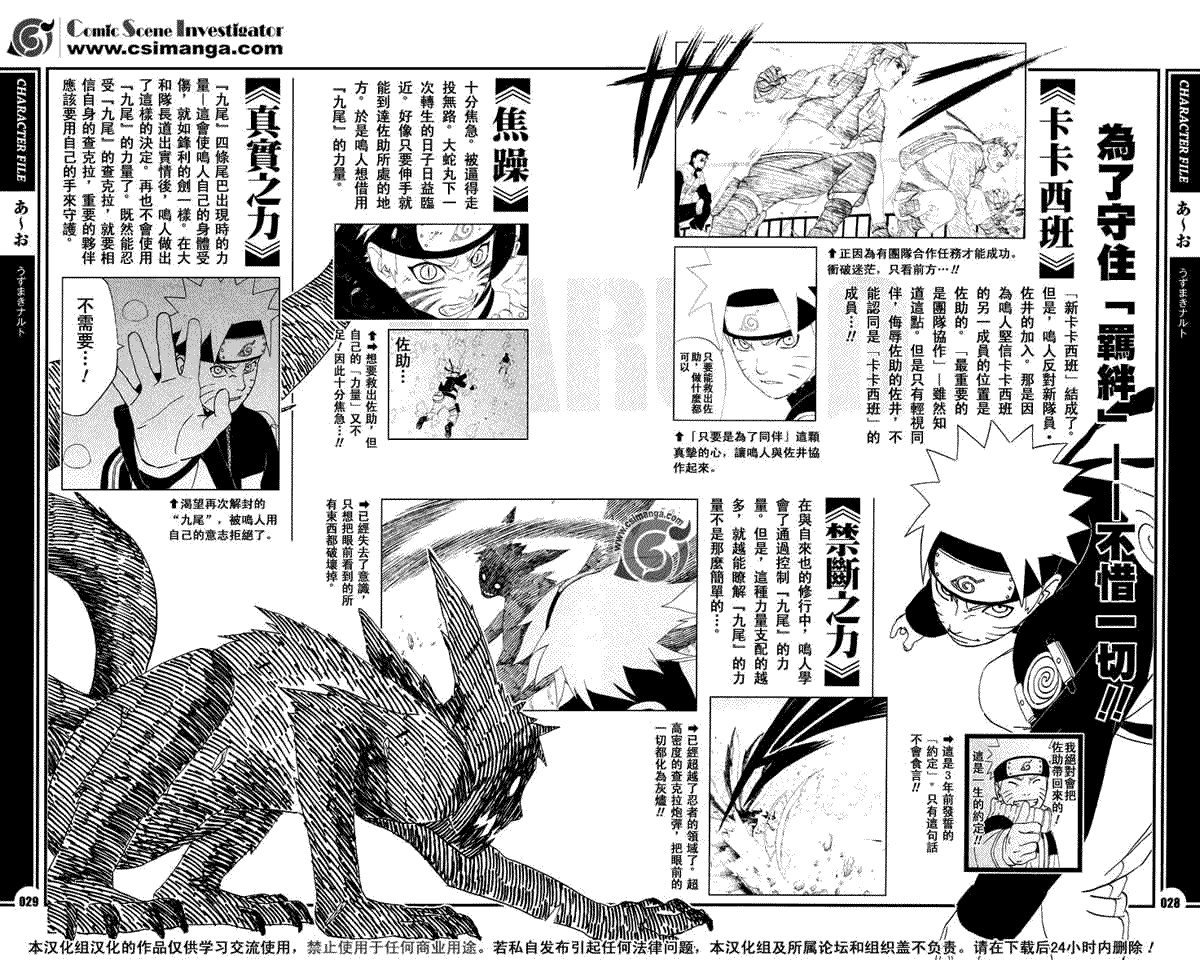 Comic Scene Investigator
www.csimanga.com
CHARACTER FILE
あ～お
うずまきナルト
028
為了守住「羈絆」——不惜一切!!
《卡卡西班》
「新卡卡西班」結成了。
但是，鳴人反對新隊員·
佐井的加入。那是因
為鳴人堅信卡卡西班
的另一成員的位置是
佐助的。「最重要的
是團隊協作」—雖然知
道這點。但是只有輕視同
伴，侮辱佐助的佐井，不
能認同是「卡卡西班」的
成員…!!
⬆正因為有團隊合作任務才能成功。
衝破迷茫，只看前方…!!
只要能救出佐
助，做什麼都
可以
⬆「只要是為了同伴」這顆
真摯的心，讓鳴人與佐井協
作起來。
我絕對會把
佐助帶回來的!
這是一生的約定!!
➡這是3年前發誓的
「約定」。只有這句話
不會食言!!
《禁斷之力》
在與自來也的修行中，鳴人學
會了通過控制『九尾』的力
量。但是，這種力量支配的越
多，就越能瞭解『九尾』的力
量不是那麼簡單的…。
➡已經超越了忍者的領域了。超
高密度的查克拉炮彈，把眼前的
一切都化為灰燼!!
➡已經失去了意識，
只想把眼前看到的所
有東西都破壞掉。
www.csimanga.com
《焦躁》
十分焦急。被逼得走
投無路。大蛇丸下一
次轉生的日子日益臨
近。好像只要伸手就
能到達佐助所處的地
方。於是鳴人想借用
『九尾』的力量。
佐助…
⬆➡想要救出佐助，但
自己的「力量」又不
足！因此十分焦急…!!
《真實之力》
『九尾』四條尾巴出現時的力
量—這會使鳴人自己的身體受
傷，就如鋒利的劍一樣。在大
和隊長道出實情後，鳴人做出
了這樣的決定。再也不會使用
『九尾』的力量了。既然能忍
受『九尾』的查克拉，就要相
信自身的查克拉，重要的夥伴
應該要用自己的手來守護。
不需要…!
⬆渴望再次解封的
“九尾”，被鳴人用
自己的意志拒絕了。
CHARACTER FILE
あ～お
うずまきナルト
029
本汉化组汉化的作品仅供学习交流使用，禁止使用于任何商业用途。若私自发布引起任何法律问题，本汉化组及所属论坛和组织盖不负责。请在下载后24小时内删除！